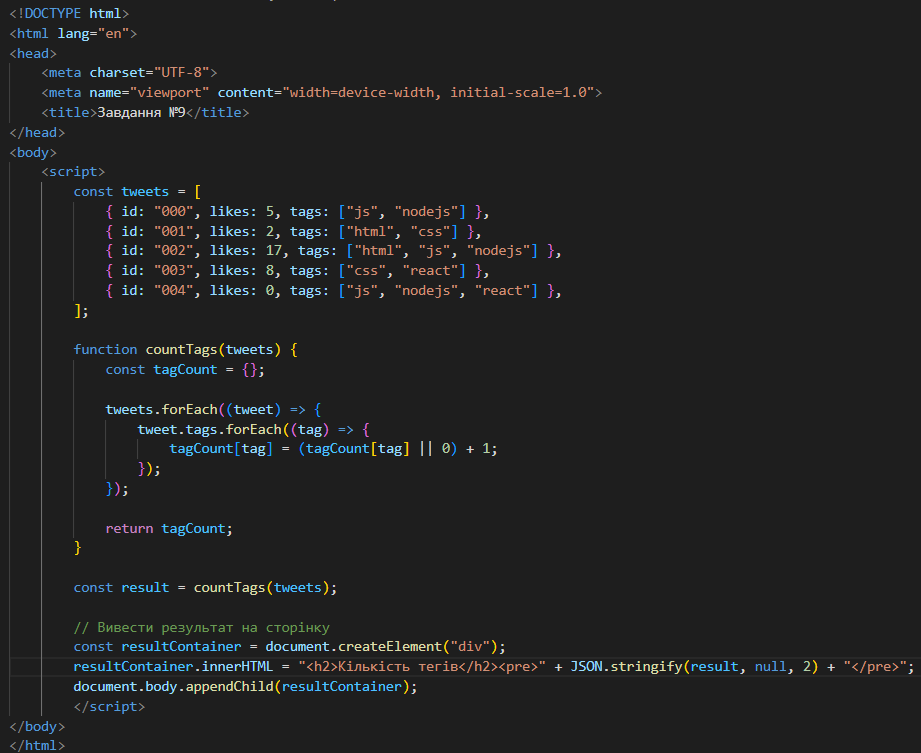 <!DOCTYPE html>
<html lang="en">
<head>
    <meta charset="UTF-8">
    <meta name="viewport" content="width=device-width, initial-scale=1.0">
    <title>Завдання №9</title>
</head>
<body>
    <script>
        const tweets = [
            { id: "000", likes: 5, tags: ["js", "nodejs"] },
            { id: "001", likes: 2, tags: ["html", "css"] },
            { id: "002", likes: 17, tags: ["html", "js", "nodejs"] },
            { id: "003", likes: 8, tags: ["css", "react"] },
            { id: "004", likes: 0, tags: ["js", "nodejs", "react"] },
        ];

        function countTags(tweets) {
            const tagCount = {};

            tweets.forEach((tweet) => {
                tweet.tags.forEach((tag) => {
                    tagCount[tag] = (tagCount[tag] || 0) + 1;
                });
            });

            return tagCount;
        }

        const result = countTags(tweets);

        // Вивести результат на сторінку
        const resultContainer = document.createElement("div");
        resultContainer.innerHTML = "<h2>Кількість тегів</h2><pre>" + JSON.stringify(result, null, 2) + "</pre>";
        document.body.appendChild(resultContainer);
        </script>
</body>
</html>